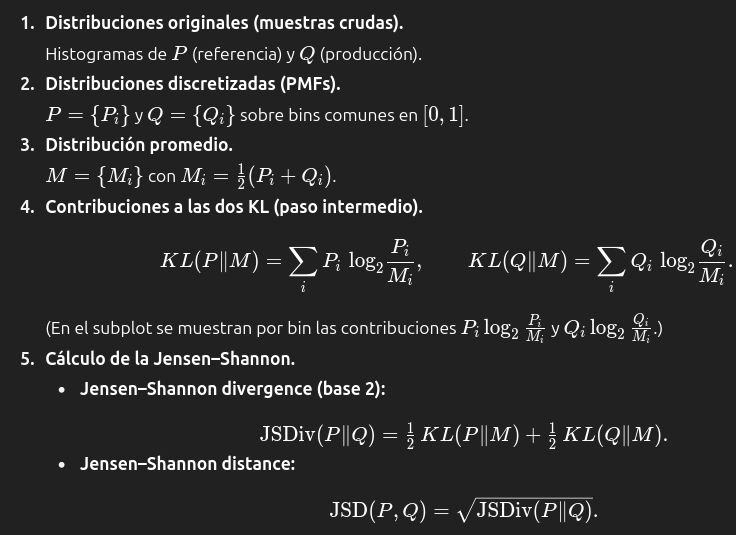 1. Distribuciones originales (muestras crudas).
Histogramas de P (referencia) y Q (producción).
2. Distribuciones discretizadas (PMFs).
P = {P_i} y Q = {Q_i} sobre bins comunes en [0, 1].
3. Distribución promedio.
M = {M_i} con M_i = \frac{1}{2}(P_i + Q_i).
4. Contribuciones a las dos KL (paso intermedio).
KL(P‖M) = \sum_i P_i \log_2 \frac{P_i}{M_i}, KL(Q‖M) = \sum_i Q_i \log_2 \frac{Q_i}{M_i}.
(En el subplot se muestran por bin las contribuciones P_i \log_2 \frac{P_i}{M_i} y Q_i \log_2 \frac{Q_i}{M_i}.)
5. Cálculo de la Jensen–Shannon.
• Jensen–Shannon divergence (base 2):
JSDiv(P‖Q) = \frac{1}{2} KL(P‖M) + \frac{1}{2} KL(Q‖M).
• Jensen–Shannon distance:
JSD(P, Q) = \sqrt{JSDiv(P‖Q)}.